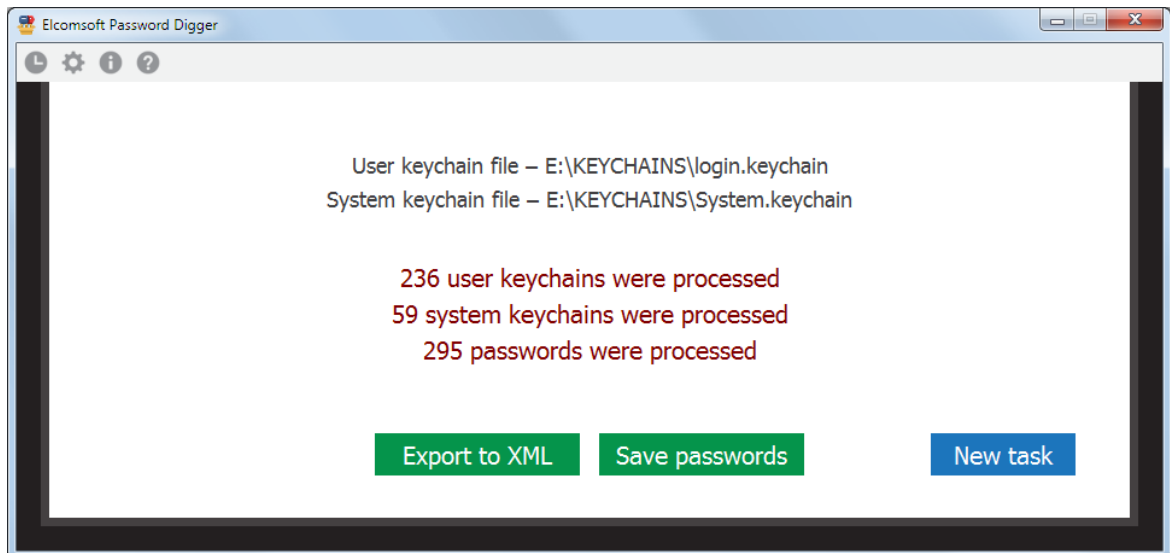 Elcomsoft Password Digger
User keychain file – E:\KEYCHAINS\login.keychain
System keychain file – E:\KEYCHAINS\System.keychain
236 user keychains were processed
59 system keychains were processed
295 passwords were processed
Export to XML Save passwords New task